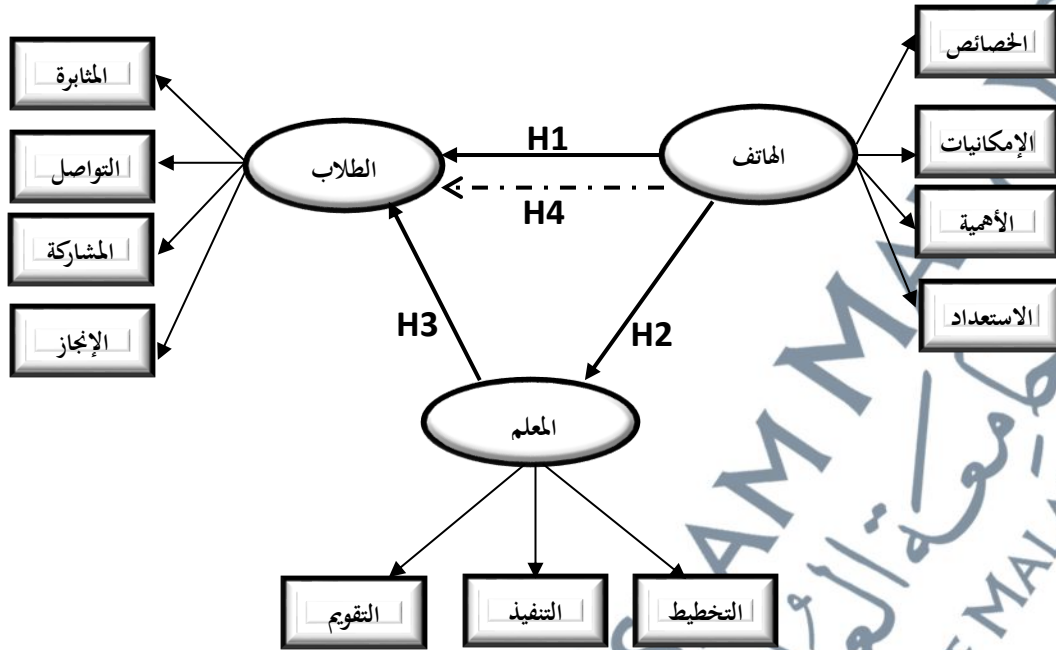 الخصائص
المثابرة
الإمكانيات
H1
الهاتف
الطلاب
التواصل
H4
الأهمية
المشاركة
الاستعداد
H3
H2
الإنجاز
المعلم
التخطيط
التنفيذ
التقويم